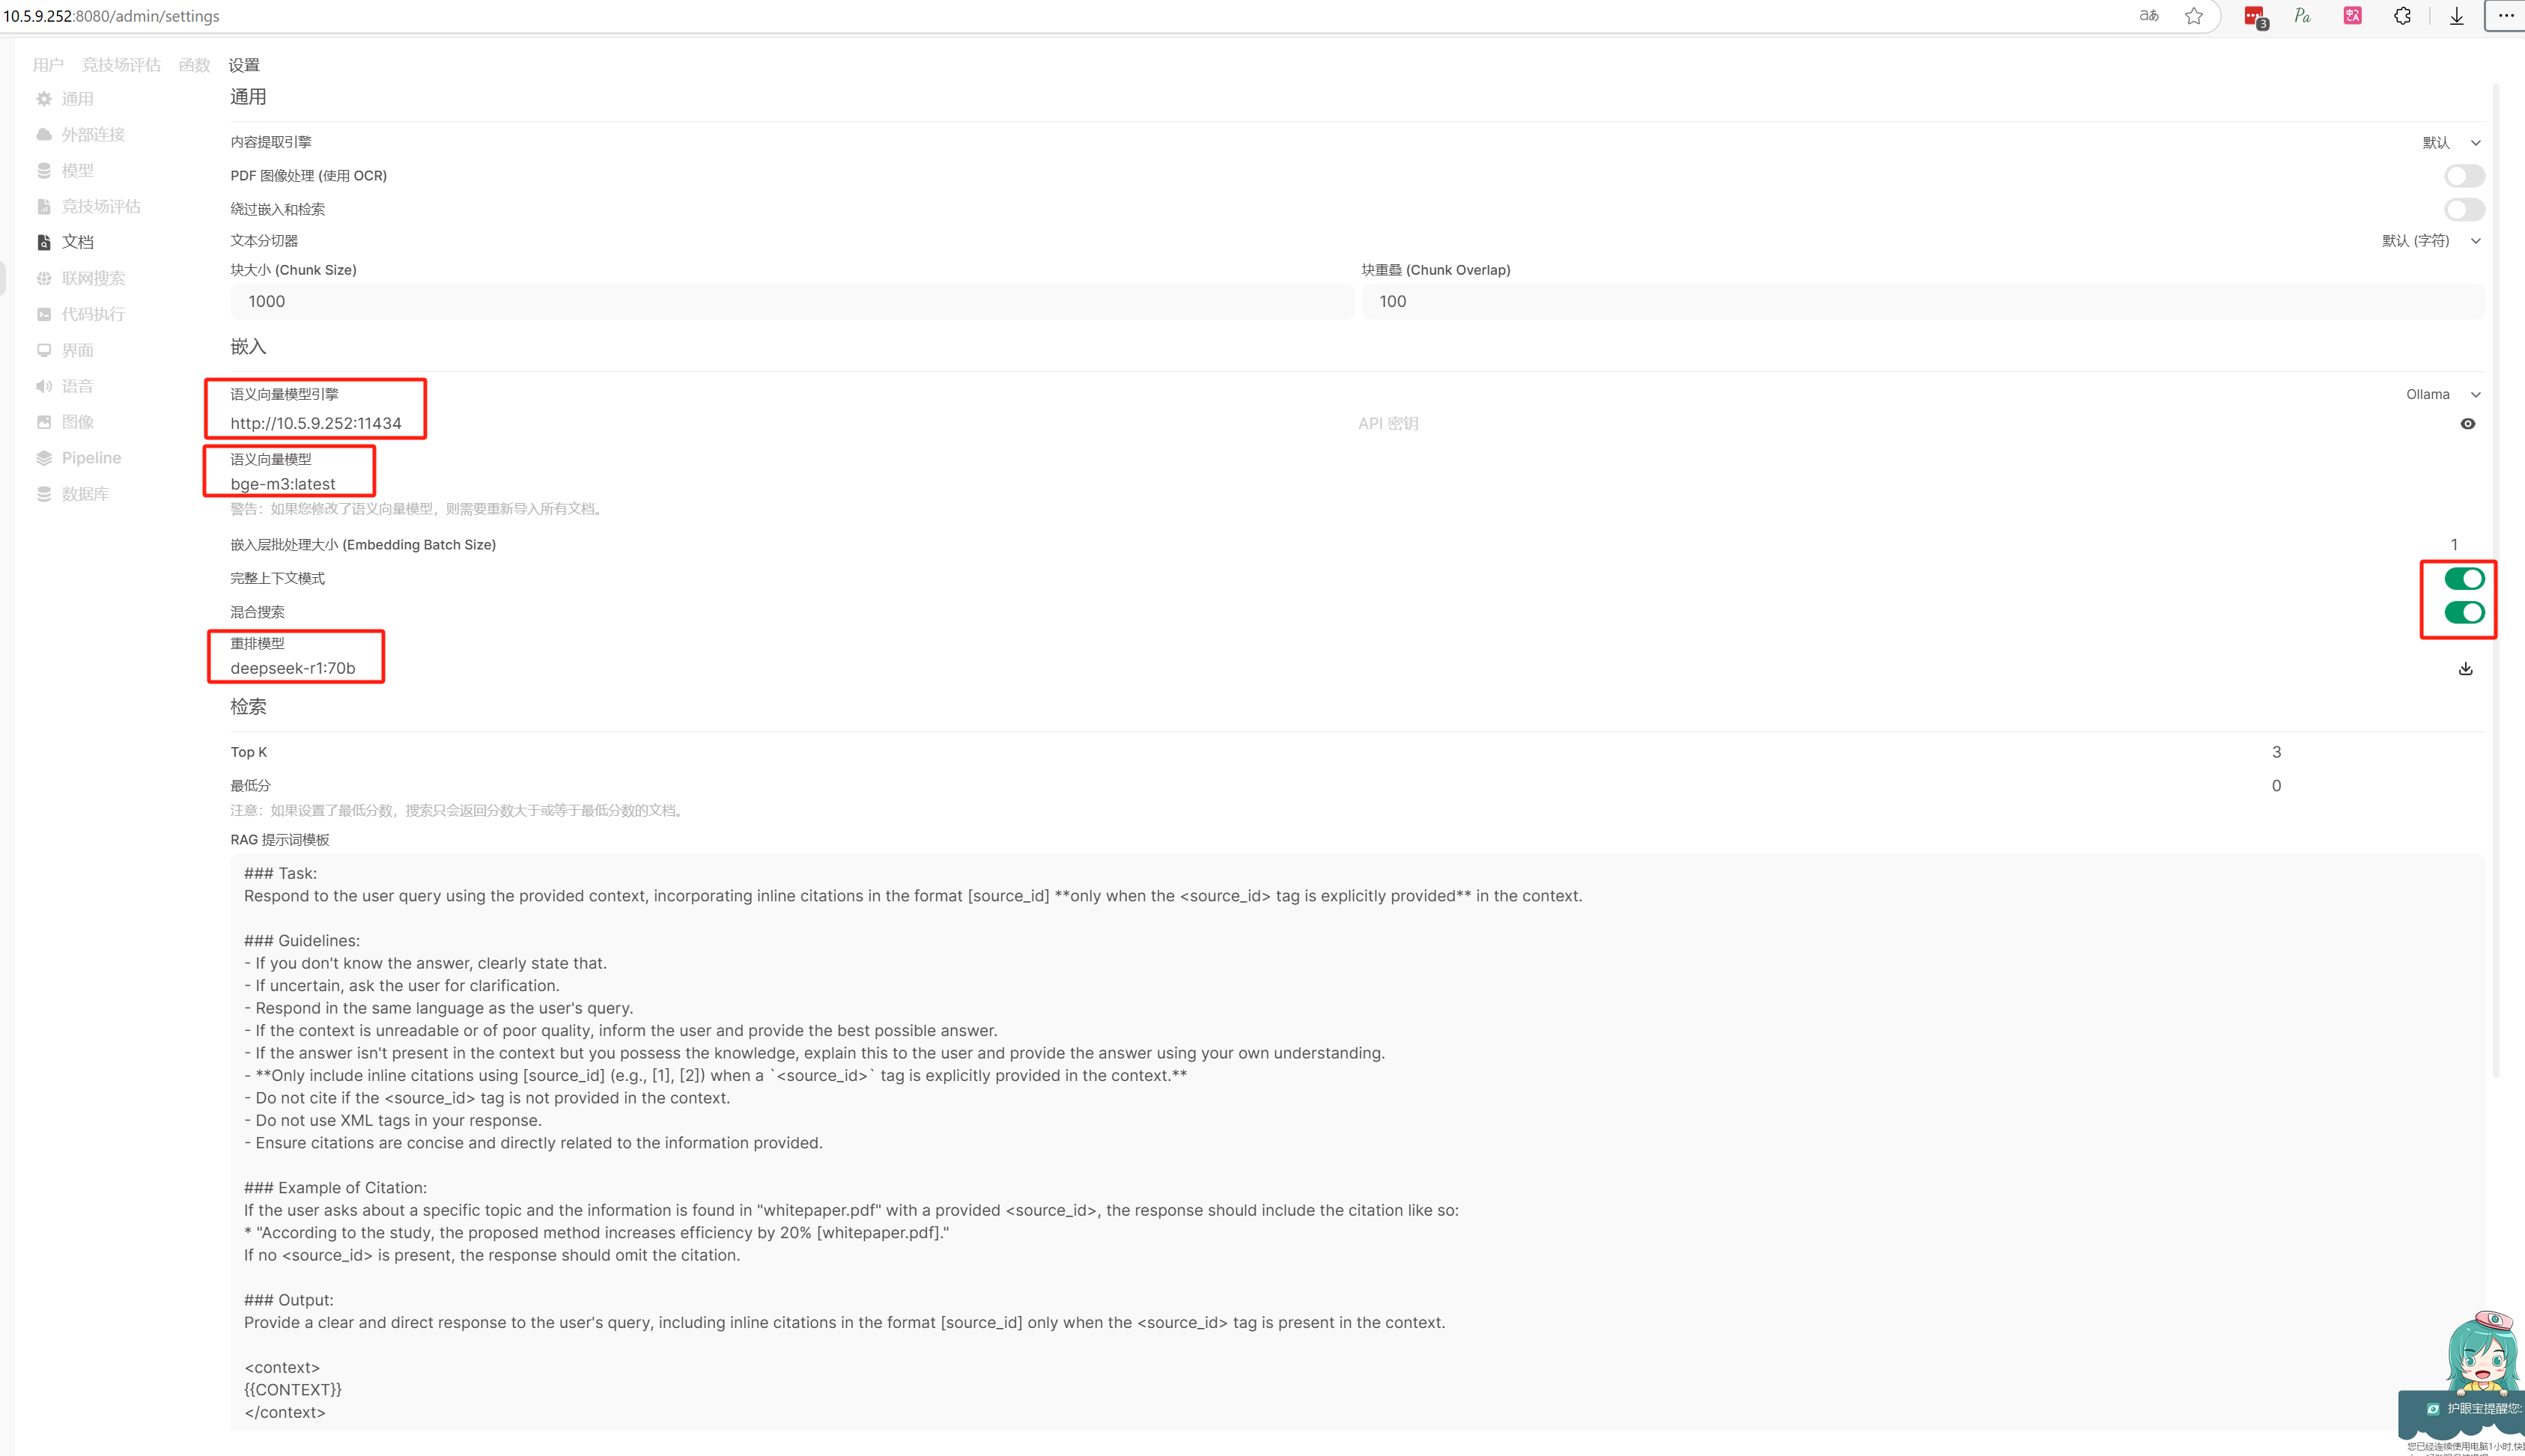 10.5.9.252:8080/admin/settings
用户 竞技场评估 函数 设置
通用
外部连接
模型
竞技场评估
文档
联网搜索
代码执行
界面
语音
图像
Pipeline
数据库
通用
内容提取引擎 默认
PDF 图像处理 (使用 OCR)
绕过嵌入和检索
文本分切器 默认 (字符)
块大小 (Chunk Size) 块重叠 (Chunk Overlap)
1000 100
嵌入
语义向量模型引擎 Ollama
http://10.5.9.252:11434 API 密钥
语义向量模型
bge-m3:latest
警告：如果您修改了语义向量模型，则需要重新导入所有文档。
嵌入层批处理大小 (Embedding Batch Size) 1
完整上下文模式
混合搜索
重排模型
deepseek-r1:70b
检索
Top K 3
最低分 0
注意：如果设置了最低分数，搜索只会返回分数大于或等于最低分数的文档。
RAG 提示词模板
### Task:
Respond to the user query using the provided context, incorporating inline citations in the format [source_id] **only when the <source_id> tag is explicitly provided** in the context.
### Guidelines:
- If you don't know the answer, clearly state that.
- If uncertain, ask the user for clarification.
- Respond in the same language as the user's query.
- If the context is unreadable or of poor quality, inform the user and provide the best possible answer.
- If the answer isn't present in the context but you possess the knowledge, explain this to the user and provide the answer using your own understanding.
- **Only include inline citations using [source_id] (e.g., [1], [2]) when a `<source_id>` tag is explicitly provided in the context.**
- Do not cite if the <source_id> tag is not provided in the context.
- Do not use XML tags in your response.
- Ensure citations are concise and directly related to the information provided.
### Example of Citation:
If the user asks about a specific topic and the information is found in "whitepaper.pdf" with a provided <source_id>, the response should include the citation like so:
* "According to the study, the proposed method increases efficiency by 20% [whitepaper.pdf]."
If no <source_id> is present, the response should omit the citation.
### Output:
Provide a clear and direct response to the user's query, including inline citations in the format [source_id] only when the <source_id> tag is present in the context.
<context>
{{CONTEXT}}
</context>
护眼宝提醒您:
您已经连续使用电脑1小时,快